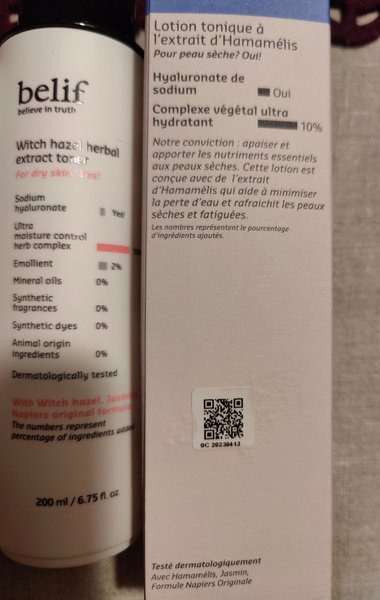 belif
believe in truth
Witch hazel herbal
extract toner
For dry skin? Yes!
Sodium
hyaluronate Yes!
Ultra
moisture control
herb complex
Emollient 2%
Mineral oils 0%
Synthetic
fragrances 0%
Synthetic dyes 0%
Animal origin
ingredients 0%
Dermatologically tested
With Witch hazel, Jasmin
Napiers original formula
The numbers represent
percentage of ingredients added
200 ml / 6.75 fl. oz.
Lotion tonique à
l'extrait d'Hamamélis
Pour peau sèche? Oui!
Hyaluronate de
sodium Oui
Complexe végétal ultra
hydratant 10%
Notre conviction : apaiser et
apporter les nutriments essentiels
aux peaux sèches. Cette lotion est
conçue avec de l'extrait
d'Hamamélis qui aide à minimiser
la perte d'eau et rafraichit les peaux
sèches et fatiguées.
Les nombres représentent le pourcentage
d'ingrédients ajoutés.
OC 20230413
Testé dermatologiquement
Avec Hamamélis, Jasmin,
Formule Napiers Originale